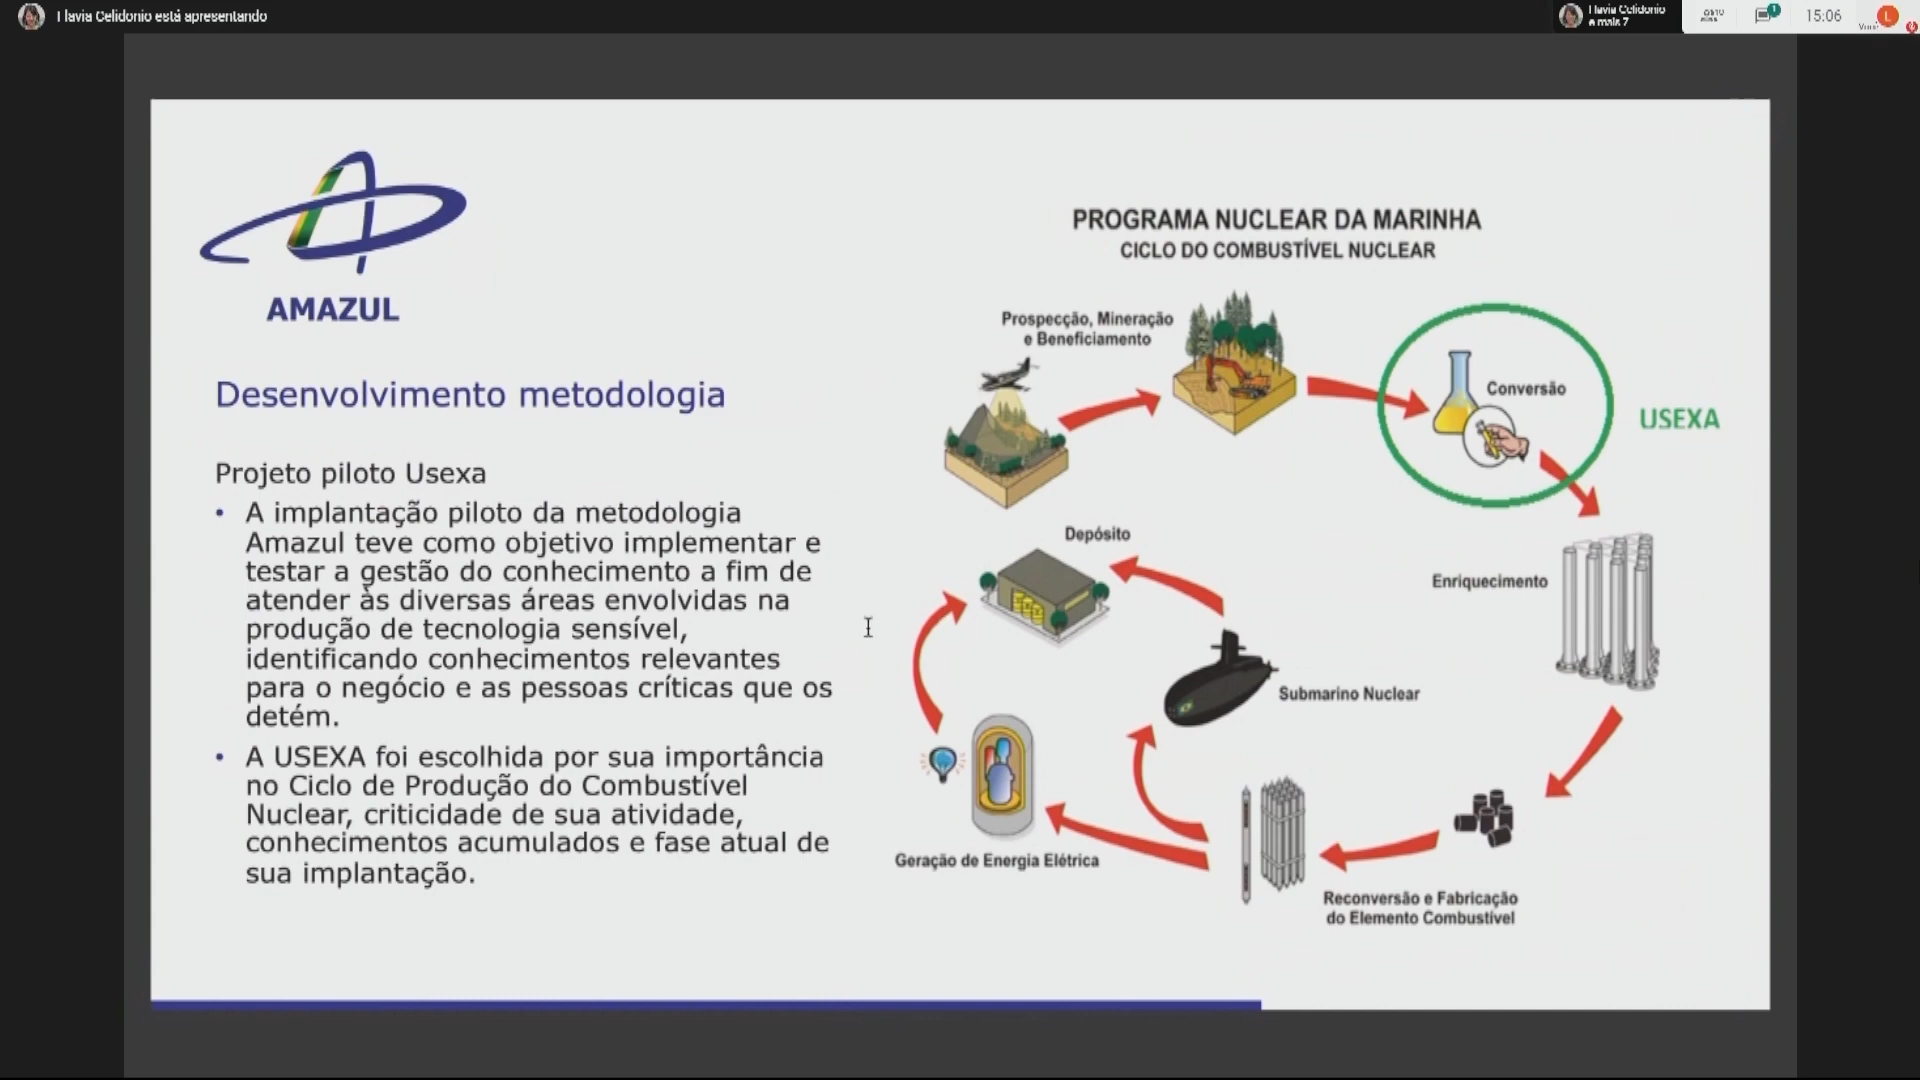 Flavia Celidonio está apresentando
Flavia Celidonio
e mais 7
15:06
L
AMAZUL
Desenvolvimento metodologia
Projeto piloto Usexa
• A implantação piloto da metodologia
Amazul teve como objetivo implementar e
testar a gestão do conhecimento a fim de
atender às diversas áreas envolvidas na
produção de tecnologia sensível,
identificando conhecimentos relevantes
para o negócio e as pessoas críticas que os
detém.
• A USEXA foi escolhida por sua importância
no Ciclo de Produção do Combustível
Nuclear, criticidade de sua atividade,
conhecimentos acumulados e fase atual de
sua implantação.
PROGRAMA NUCLEAR DA MARINHA
CICLO DO COMBUSTÍVEL NUCLEAR
Prospecção, Mineração
e Beneficiamento
Conversão
USEXA
Enriquecimento
Depósito
Submarino Nuclear
Geração de Energia Elétrica
Reconversão e Fabricação
do Elemento Combustível